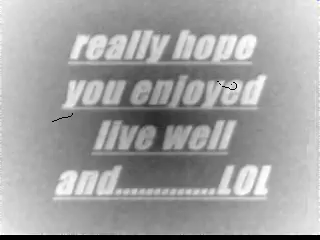 really hope
you enjoyed
live well
and.............LOL